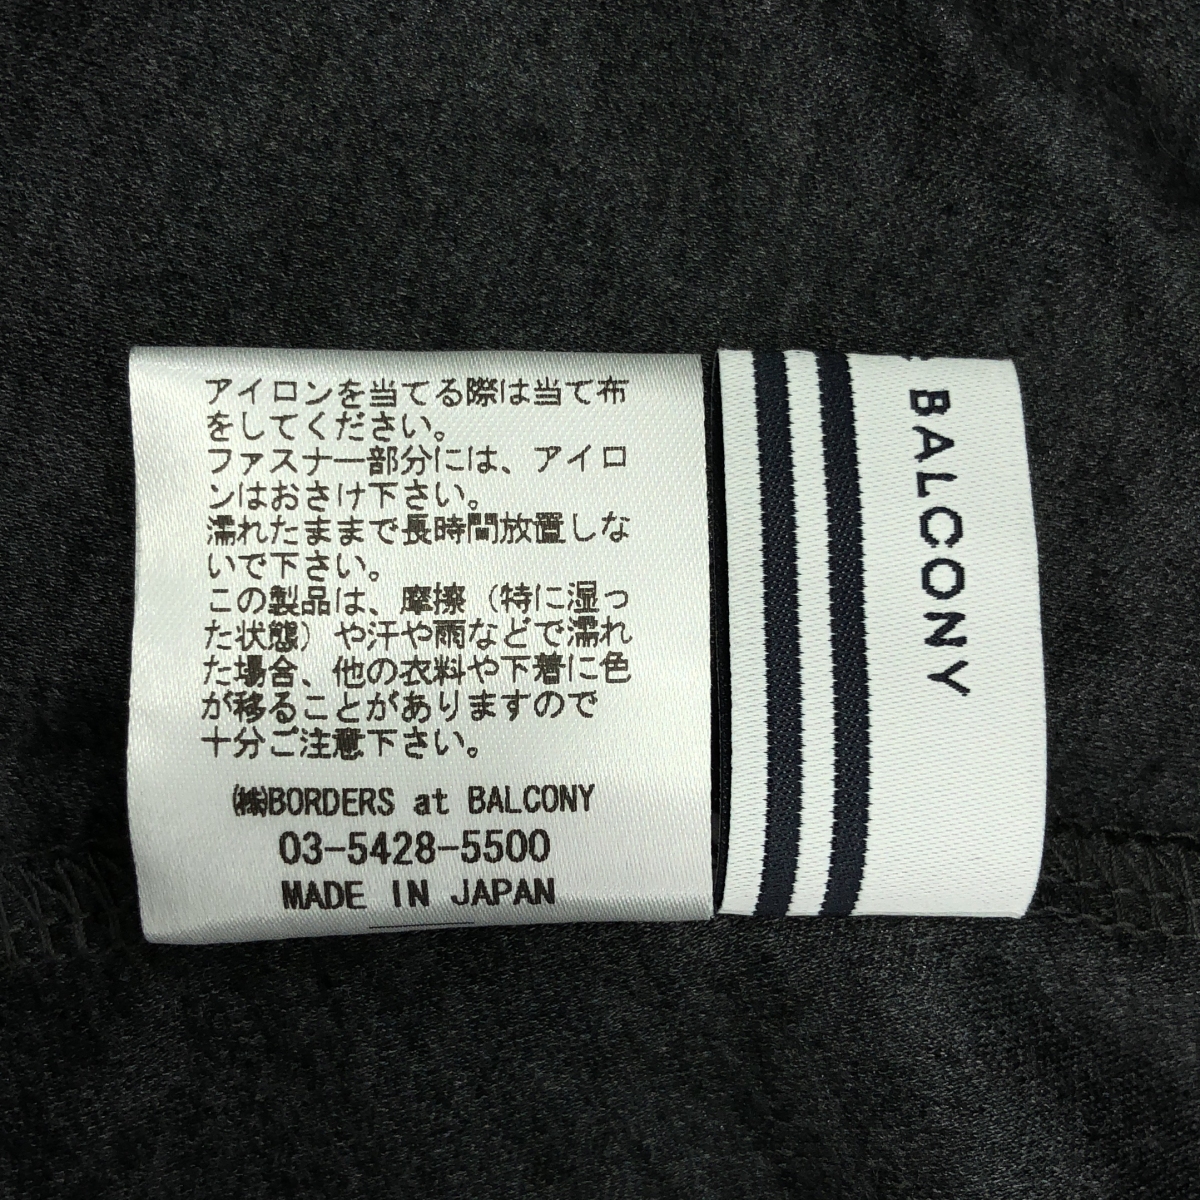 アイロンを当てる際は当て布
をしてください。
ファスナー部分には、アイロ
ンはおさけ下さい。
濡れたままで長時間放置しな
いで下さい。
この製品は、摩擦（特に湿っ
た状態）や汗や雨などで濡れ
た場合、他の衣料や下着に色
が移ることがありますので
十分ご注意下さい。
㈱BORDERS at BALCONY
03-5428-5500
MADE IN JAPAN
BALCONY